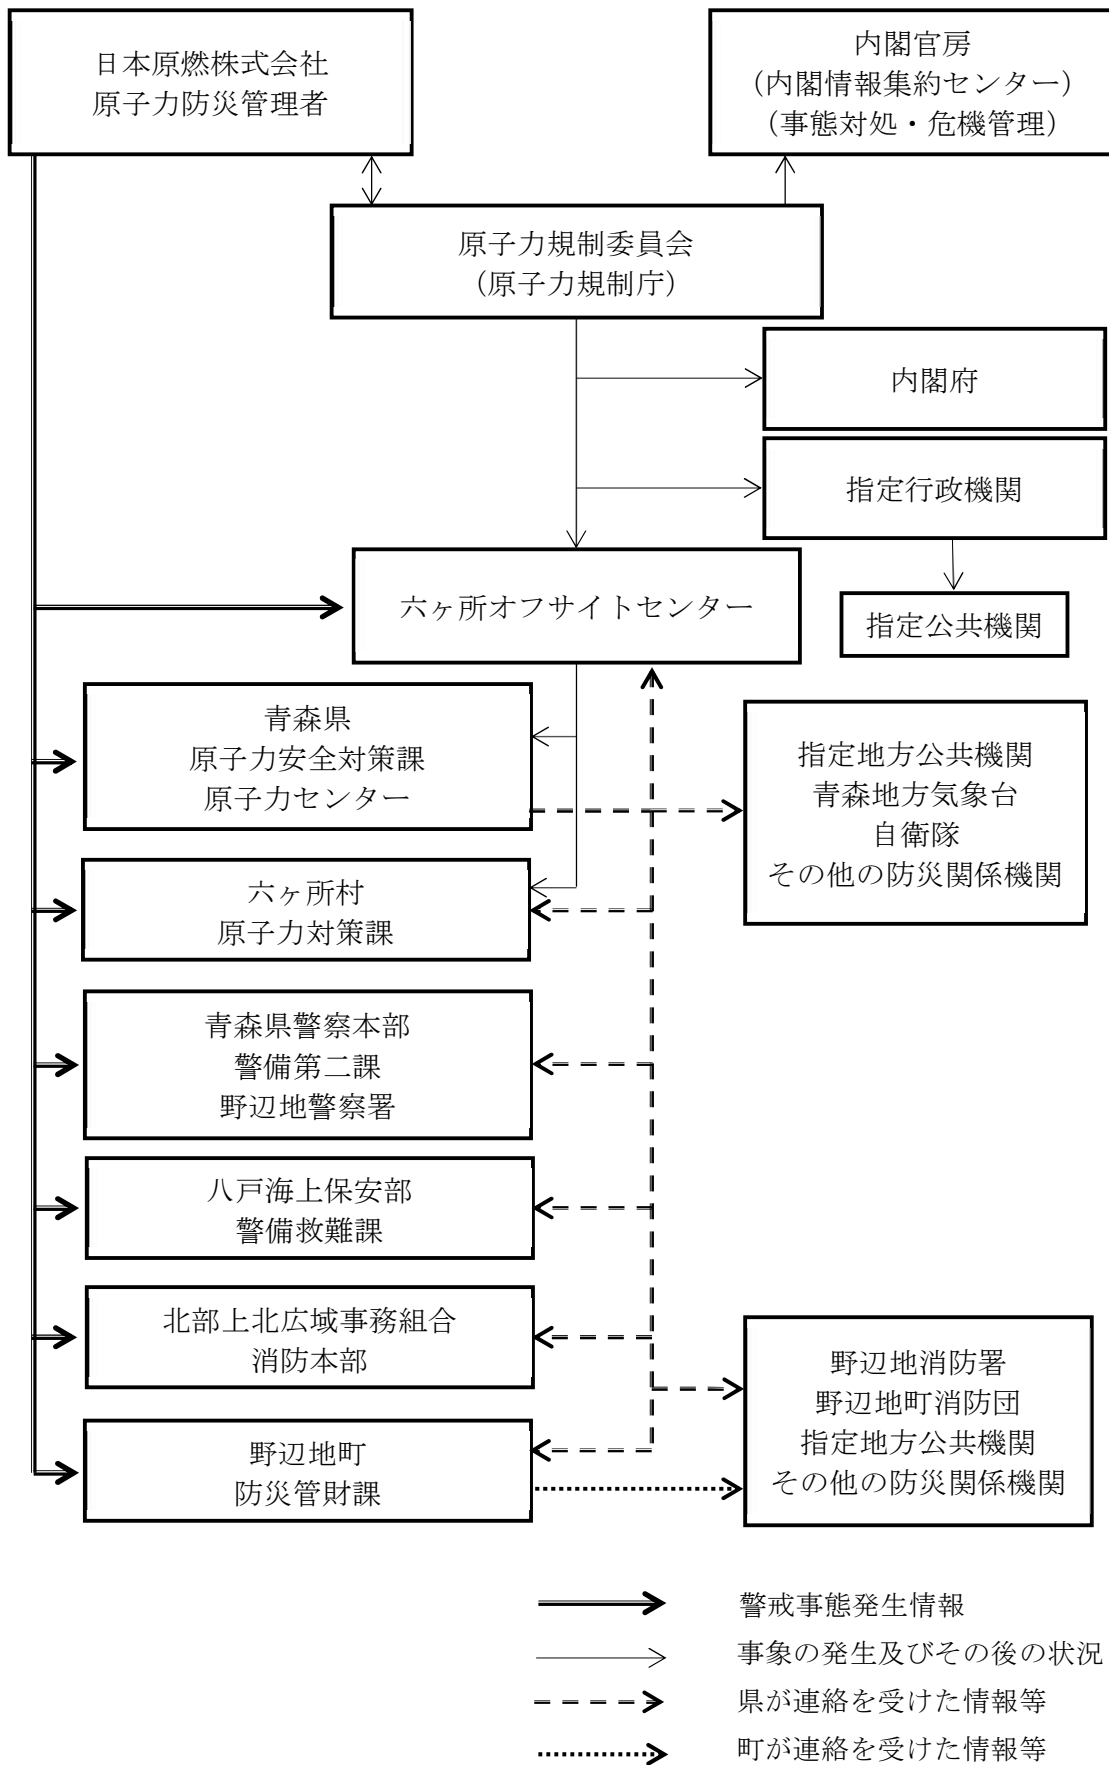 日本原燃株式会社
原子力防災管理者
内閣官房
（内閣情報集約センター）
（事態対処・危機管理）
原子力規制委員会
（原子力規制庁）
内閣府
指定行政機関
六ヶ所オフサイトセンター
指定公共機関
青森県
原子力安全対策課
原子力センター
指定地方公共機関
青森地方気象台
自衛隊
その他の防災関係機関
六ヶ所村
原子力対策課
青森県警察本部
警備第二課
野辺地警察署
八戸海上保安部
警備救難課
北部上北広域事務組合
消防本部
野辺地消防署
野辺地町消防団
指定地方公共機関
その他の防災関係機関
野辺地町
防災管財課
警戒事態発生情報
事象の発生及びその後の状況
県が連絡を受けた情報等
町が連絡を受けた情報等